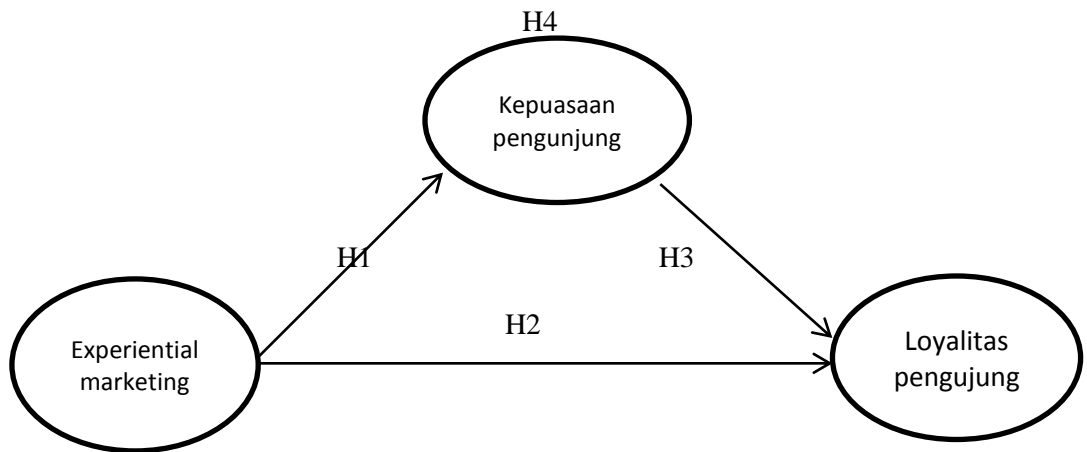 H4
Kepuasaan
pengunjung
H1
H3
H2
Experiential
marketing
Loyalitas
pengujung